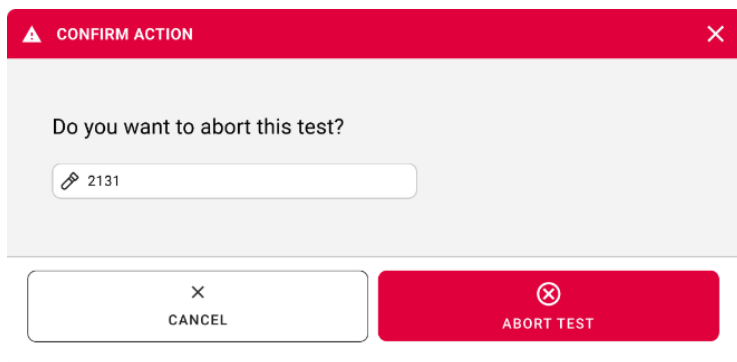 CONFIRM ACTION
Do you want to abort this test?
2131
CANCEL
ABORT TEST